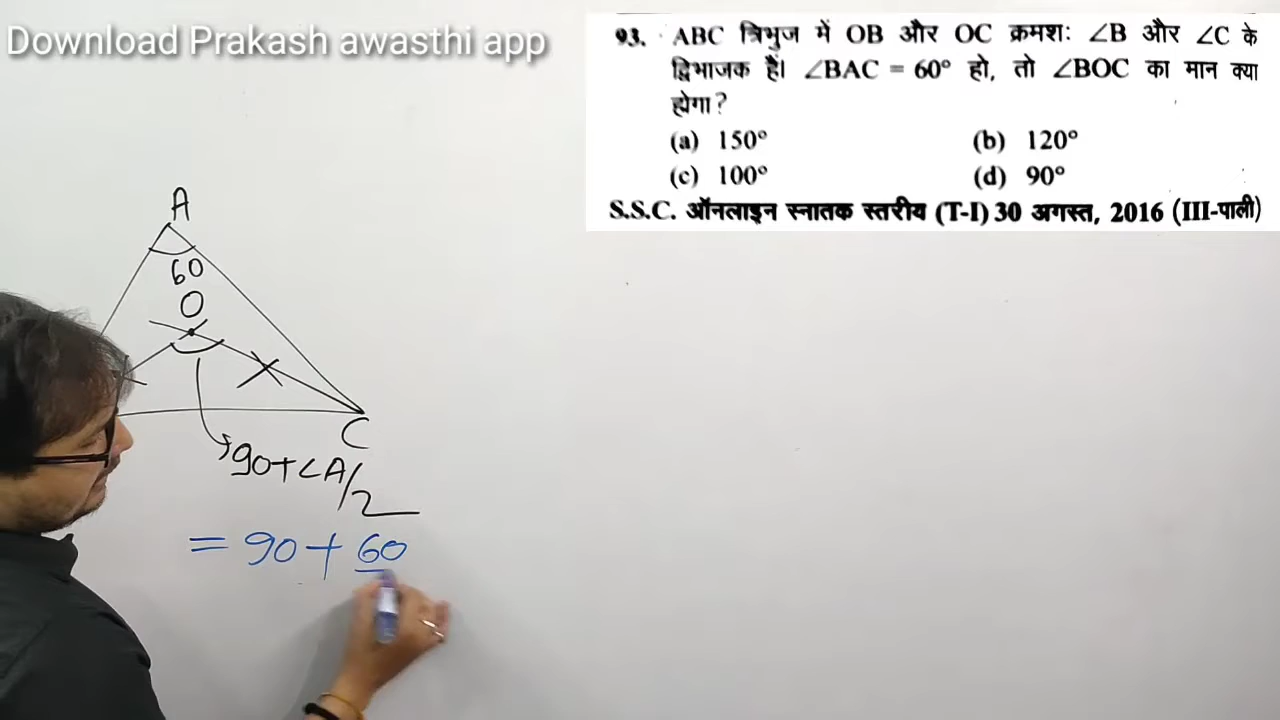 Download Prakash awasthi app
93. ABC त्रिभुज में OB और OC क्रमशः ∠B और ∠C के
द्विभाजक हैं। ∠BAC = 60° हो, तो ∠BOC का मान क्या
होगा?
(a) 150° (b) 120°
(c) 100° (d) 90°
S.S.C. ऑनलाइन स्नातक स्तरीय (T-I) 30 अगस्त, 2016 (III-पाली)
A
60
O
C
90+∠A/2
= 90 + 60